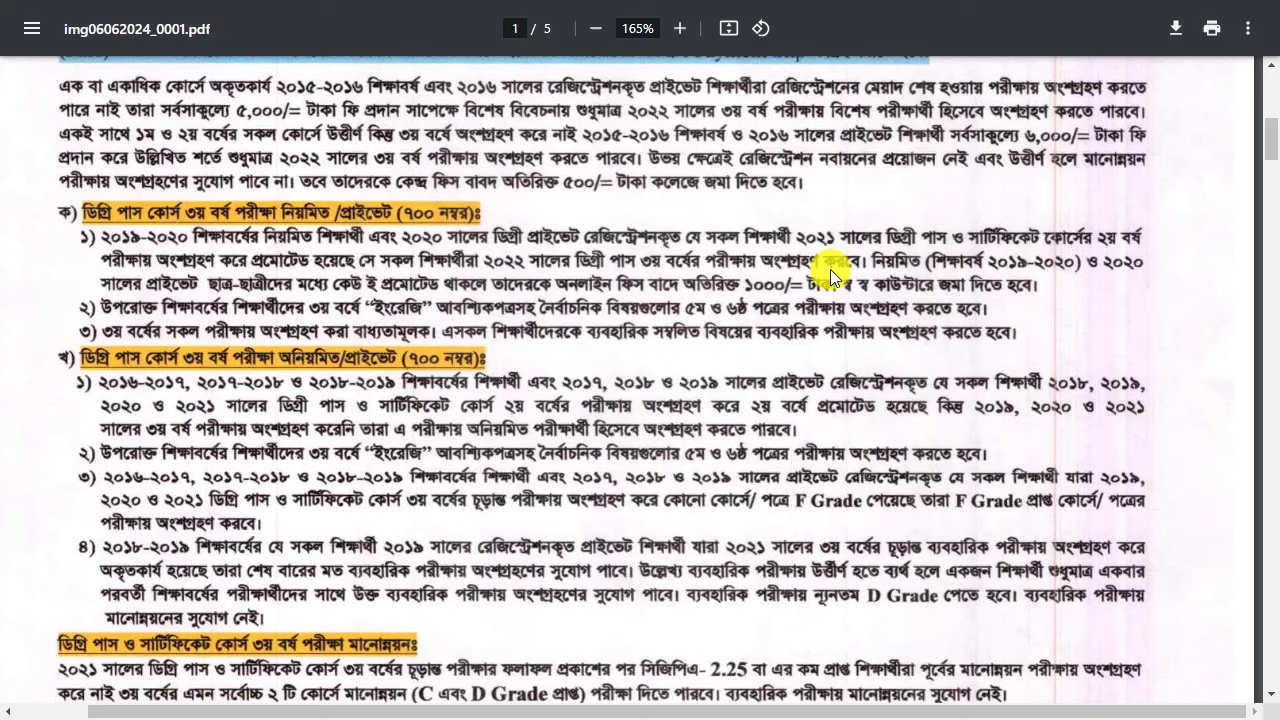 img06062024_0001.pdf
1 / 5
165%
এক বা একাধিক কোর্সে অকৃতকার্য ২০১৫-২০১৬ শিক্ষাবর্ষ এবং ২০১৬ সালের রেজিস্ট্রেশনকৃত প্রাইভেট শিক্ষার্থীরা রেজিস্ট্রেশনের মেয়াদ শেষ হওয়ায় পরীক্ষায় অংশগ্রহণ করতে
পারে নাই তারা সর্বসাকুল্যে ৫,০০০/= টাকা ফি প্রদান সাপেক্ষে বিশেষ বিবেচনায় শুধুমাত্র ২০২২ সালের ৩য় বর্ষ পরীক্ষায় বিশেষ পরীক্ষার্থী হিসেবে অংশগ্রহণ করতে পারবে।
একই সাথে ১ম ও ২য় বর্ষের সকল কোর্সে উর্ত্তীণ কিন্তু ৩য় বর্ষে অংশগ্রহণ করে নাই ২০১৫-২০১৬ শিক্ষাবর্ষ ও ২০১৬ সালের প্রাইভেট শিক্ষার্থী সর্বসাকুল্যে ৬,০০০/= টাকা ফি
প্রদান করে উল্লিখিত শর্তে শুধুমাত্র ২০২২ সালের ৩য় বর্ষ পরীক্ষায় অংশগ্রহণ করতে পারবে। উভয় ক্ষেত্রেই রেজিস্ট্রেশন নবায়নের প্রয়োজন নেই এবং উর্ত্তীণ হলে মানোন্নয়ন
পরীক্ষায় অংশগ্রহণের সুযোগ পাবে না। তবে তাদেরকে কেন্দ্র ফিস বাবদ অতিরিক্ত ৫০০/= টাকা কলেজে জমা দিতে হবে।
ক) ডিগ্রি পাস কোর্স ৩য় বর্ষ পরীক্ষা নিয়মিত /প্রাইভেট (৭০০ নম্বর)ঃ
১) ২০১৯-২০২০ শিক্ষাবর্ষের নিয়মিত শিক্ষার্থী এবং ২০২০ সালের ডিগ্রী প্রাইভেট রেজিস্ট্রেশনকৃত যে সকল শিক্ষার্থী ২০২১ সালের ডিগ্রী পাস ও সার্টিফিকেট কোর্সের ২য় বর্ষ
পরীক্ষায় অংশগ্রহণ করে প্রমোটেড হয়েছে সে সকল শিক্ষার্থীরা ২০২২ সালের ডিগ্রী পাস ৩য় বর্ষের পরীক্ষায় অংশগ্রহণ করবে। নিয়মিত (শিক্ষাবর্ষ ২০১৯-২০২০) ও ২০২০
সালের প্রাইভেট ছাত্র-ছাত্রীদের মধ্যে কেউ ই প্রমোটেড থাকলে তাদেরকে অনলাইন ফিস বাদে অতিরিক্ত ১০০০/= টাকা স্ব স্ব কাউন্টারে জমা দিতে হবে।
২) উপরোক্ত শিক্ষার্থীদের ৩য় বর্ষে “ইংরেজি” আবশ্যিকপত্রসহ নৈর্বাচনিক বিষয়গুলোর ৫ম ও ৬ষ্ঠ পত্রের পরীক্ষায় অংশগ্রহণ করতে হবে।
৩) ৩য় বর্ষের সকল পরীক্ষায় অংশগ্রহণ করা বাধ্যতামূলক। এসকল শিক্ষার্থীদেরকে ব্যবহারিক সম্বলিত বিষয়ের ব্যবহারিক পরীক্ষায় অংশগ্রহণ করতে হবে।
খ) ডিগ্রি পাস কোর্স ৩য় বর্ষ পরীক্ষা অনিয়মিত/প্রাইভেট (৭০০ নম্বর)ঃ
১) ২০১৬-২০১৭, ২০১৭-২০১৮ ও ২০১৮-২০১৯ শিক্ষাবর্ষের শিক্ষার্থী এবং ২০১৭, ২০১৮ ও ২০১৯ সালের প্রাইভেট রেজিস্ট্রেশনকৃত যে সকল শিক্ষার্থী ২০১৮, ২০১৯,
২০২০ ও ২০২১ সালের ডিগ্রী পাস ও সার্টিফিকেট কোর্স ২য় বর্ষের পরীক্ষায় অংশগ্রহণ করে ২য় বর্ষে প্রমোটেড হয়েছে কিন্তু ২০১৯, ২০২০ ও ২০২১
সালের ৩য় বর্ষ পরীক্ষায় অংশগ্রহণ করেনি তারা এ পরীক্ষায় অনিয়মিত পরীক্ষার্থী হিসেবে অংশগ্রহণ করতে পারবে।
২) উপরোক্ত শিক্ষার্থীদের ৩য় বর্ষে “ইংরেজি” আবশ্যিকপত্রসহ নৈর্বাচনিক বিষয়গুলোর ৫ম ও ৬ষ্ঠ পত্রের পরীক্ষায় অংশগ্রহণ করতে হবে।
৩) ২০১৬-২০১৭, ২০১৭-২০১৮ ও ২০১৮-২০১৯ শিক্ষাবর্ষের শিক্ষার্থী এবং ২০১৭, ২০১৮ ও ২০১৯ সালের প্রাইভেট রেজিস্ট্রেশনকৃত যে সকল শিক্ষার্থী যারা ২০১৯,
২০২০ ও ২০২১ ডিগ্রি পাস ও সার্টিফিকেট কোর্স ৩য় বর্ষের চূড়ান্ত পরীক্ষায় অংশগ্রহণ করে কোনো কোর্সে/ পত্রে F Grade পেয়েছে তারা F Grade প্রাপ্ত কোর্সে/ পত্রের
পরীক্ষায় অংশগ্রহণ করবে।
৪) ২০১৮-২০১৯ শিক্ষাবর্ষের যে সকল শিক্ষার্থী ২০১৯ সালের রেজিস্ট্রেশনকৃত প্রাইভেট শিক্ষার্থী যারা ২০২১ সালের ৩য় বর্ষের চূড়ান্ত ব্যবহারিক পরীক্ষায় অংশগ্রহণ করে
অকৃতকার্য হয়েছে তারা শেষ বারের মত ব্যবহারিক পরীক্ষায় অংশগ্রহণের সুযোগ পাবে। উল্লেখ্য ব্যবহারিক পরীক্ষায় উর্ত্তীর্ণ হতে ব্যর্থ হলে একজন শিক্ষার্থী শুধুমাত্র একবার
পরবর্তী শিক্ষাবর্ষের পরীক্ষার্থীদের সাথে উক্ত ব্যবহারিক পরীক্ষায় অংশগ্রহণের সুযোগ পাবে। ব্যবহারিক পরীক্ষায় ন্যূনতম D Grade পেতে হবে। ব্যবহারিক পরীক্ষায়
মানোন্নয়নের সুযোগ নেই।
ডিগ্রি পাস ও সার্টিফিকেট কোর্স ৩য় বর্ষ পরীক্ষা মানোন্নয়নঃ
২০২১ সালের ডিগ্রি পাস ও সার্টিফিকেট কোর্স ৩য় বর্ষের চূড়ান্ত পরীক্ষার ফলাফল প্রকাশের পর সিজিপিএ- 2.25 বা এর কম প্রাপ্ত শিক্ষার্থীরা পূর্বের মানোন্নয়ন পরীক্ষায় অংশগ্রহণ
করে নাই ৩য় বর্ষের এমন সর্বোচ্চ ২ টি কোর্সে মানোন্নয়ন (C এবং D Grade প্রাপ্ত) পরীক্ষা দিতে পারবে। ব্যবহারিক পরীক্ষায় মানোন্নয়নের সুযোগ নেই।